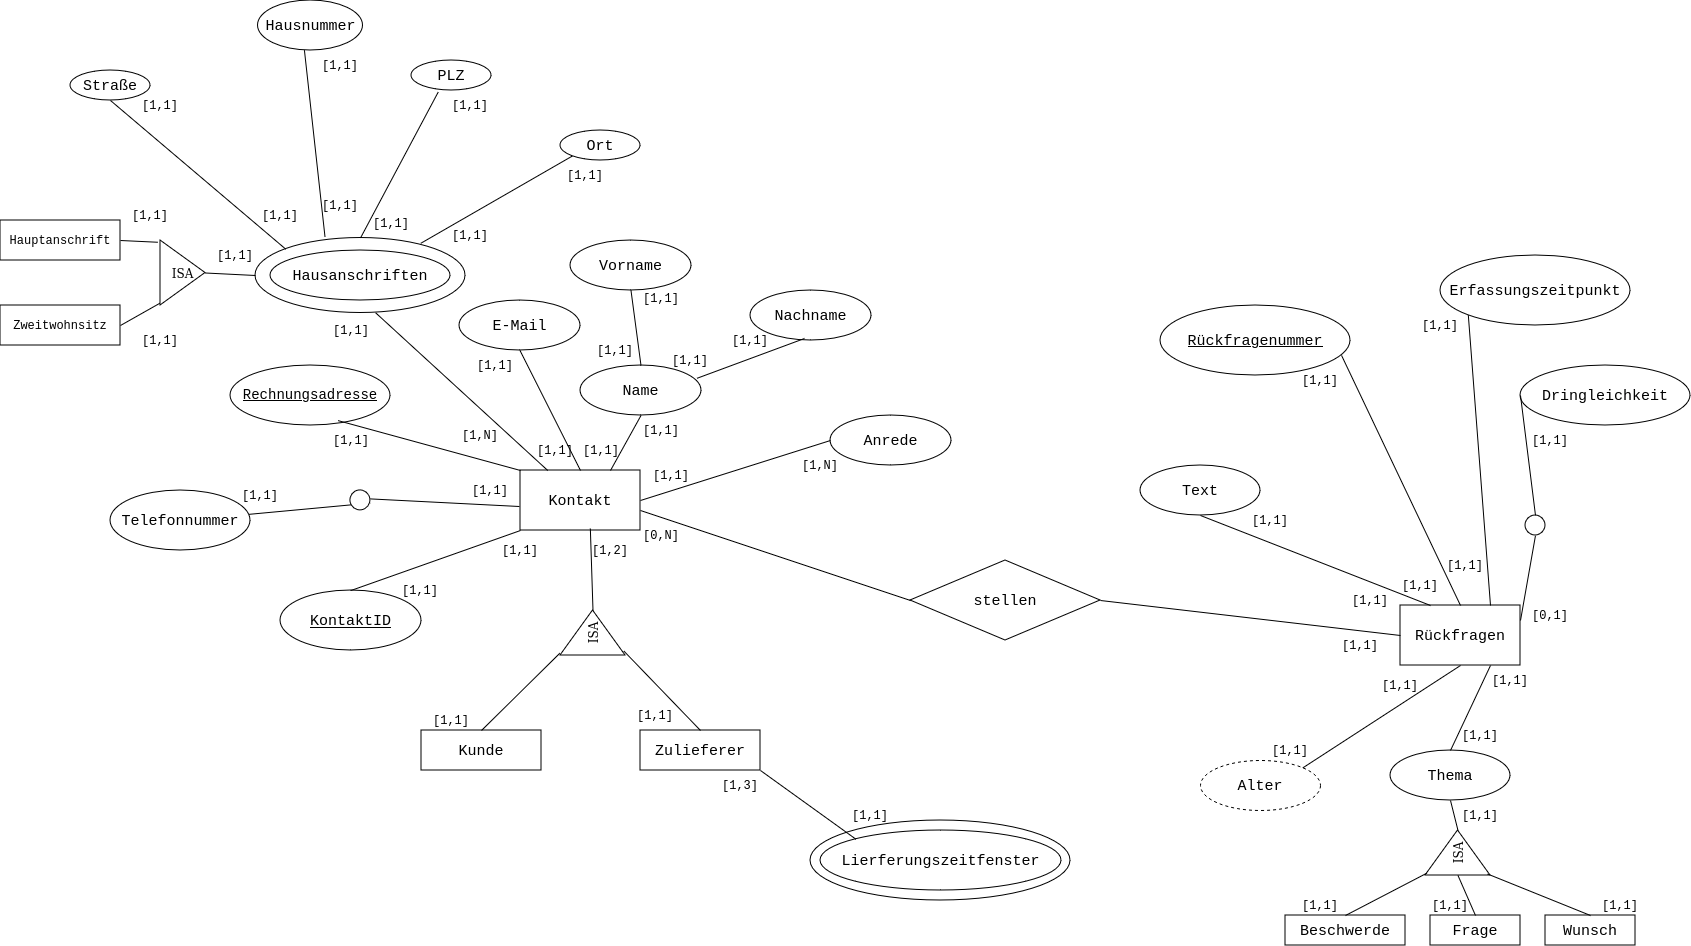 Hausnummer
[1,1]
PLZ
Straße
[1,1]
[1,1]
Ort
[1,1]
[1,1]
[1,1]
[1,1]
[1,1]
[1,1]
[1,1]
Hauptanschrift
ISA
[1,1]
Hausanschriften
Zweitwohnsitz
[1,1]
[1,1]
Vorname
[1,1]
E-Mail
Nachname
[1,1]
[1,1]
[1,1]
[1,1]
Name
Rechnungsadresse
[1,1]
[1,N]
[1,1]
[1,1]
[1,1]
Anrede
[1,N]
[1,1]
[1,1]
[1,1]
Telefonnummer
Kontakt
[0,N]
[1,1]
[1,2]
[1,1]
KontaktID
ISA
stellen
[1,1]
[1,1]
Kunde
Zulieferer
[1,3]
[1,1]
Lierferungszeitfenster
Erfassungszeitpunkt
[1,1]
Rückfragenummer
[1,1]
Dringleichkeit
[1,1]
Text
[1,1]
[1,1]
[1,1]
[1,1]
[0,1]
Rückfragen
[1,1]
[1,1]
[1,1]
[1,1]
[1,1]
Alter
Thema
[1,1]
ISA
[1,1]
[1,1]
[1,1]
Beschwerde
Frage
Wunsch